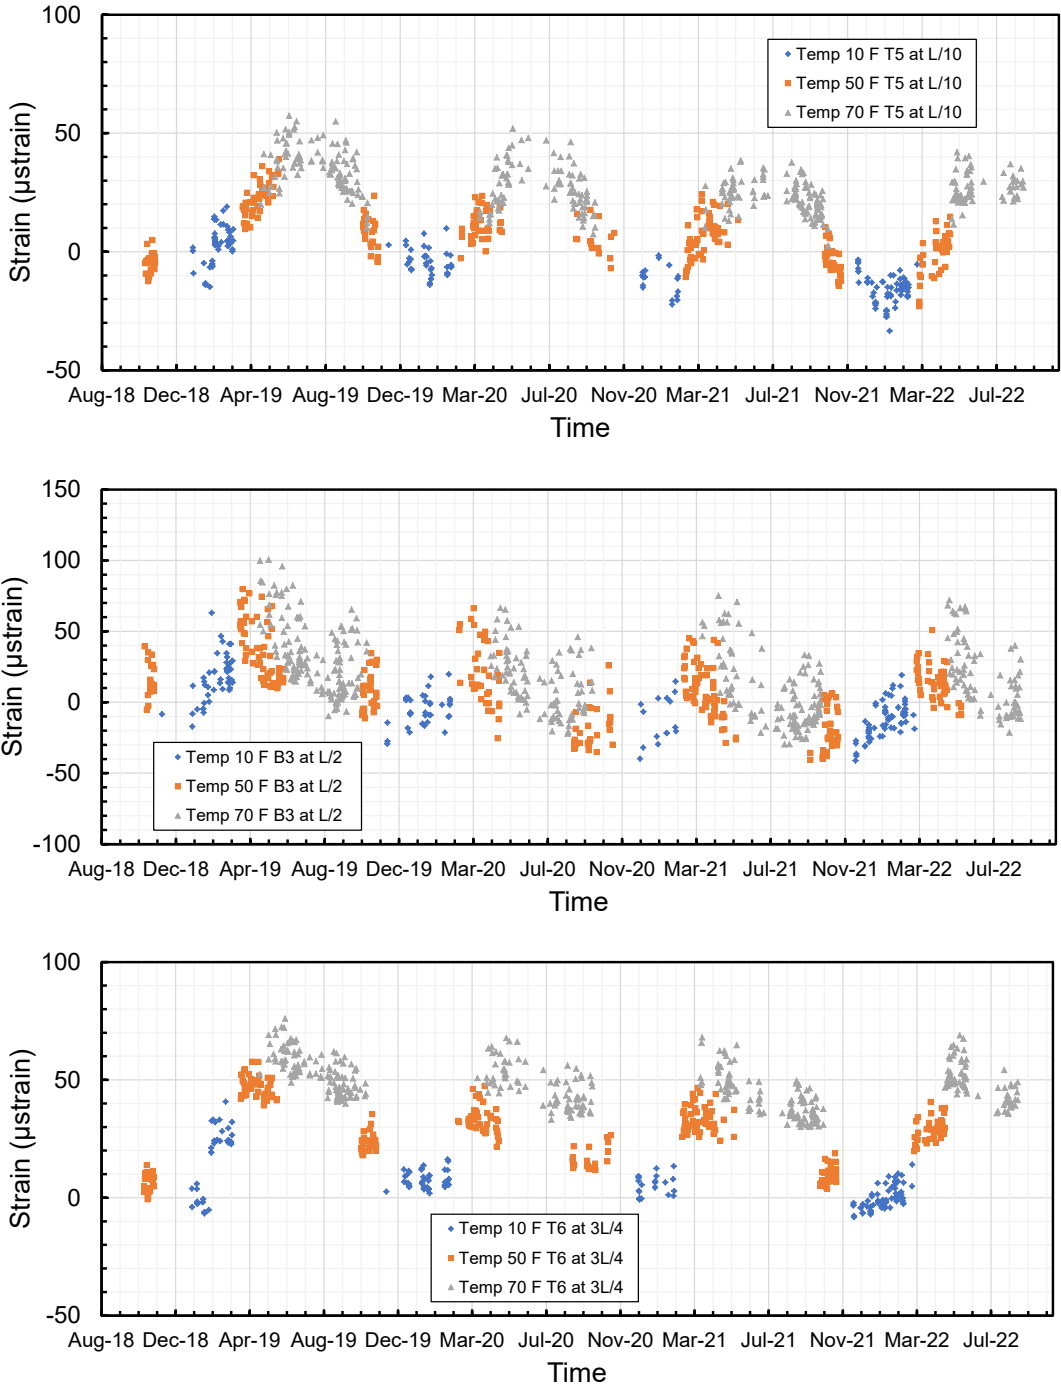 100
50
0
-50
Strain (µstrain)
Temp 10 F T5 at L/10
Temp 50 F T5 at L/10
Temp 70 F T5 at L/10
Aug-18 Dec-18 Apr-19 Aug-19 Dec-19 Mar-20 Jul-20 Nov-20 Mar-21 Jul-21 Nov-21 Mar-22 Jul-22
Time
150
100
50
0
-50
-100
Strain (µstrain)
Temp 10 F B3 at L/2
Temp 50 F B3 at L/2
Temp 70 F B3 at L/2
Aug-18 Dec-18 Apr-19 Aug-19 Dec-19 Mar-20 Jul-20 Nov-20 Mar-21 Jul-21 Nov-21 Mar-22 Jul-22
Time
100
50
0
-50
Strain (µstrain)
Temp 10 F T6 at 3L/4
Temp 50 F T6 at 3L/4
Temp 70 F T6 at 3L/4
Aug-18 Dec-18 Apr-19 Aug-19 Dec-19 Mar-20 Jul-20 Nov-20 Mar-21 Jul-21 Nov-21 Mar-22 Jul-22
Time